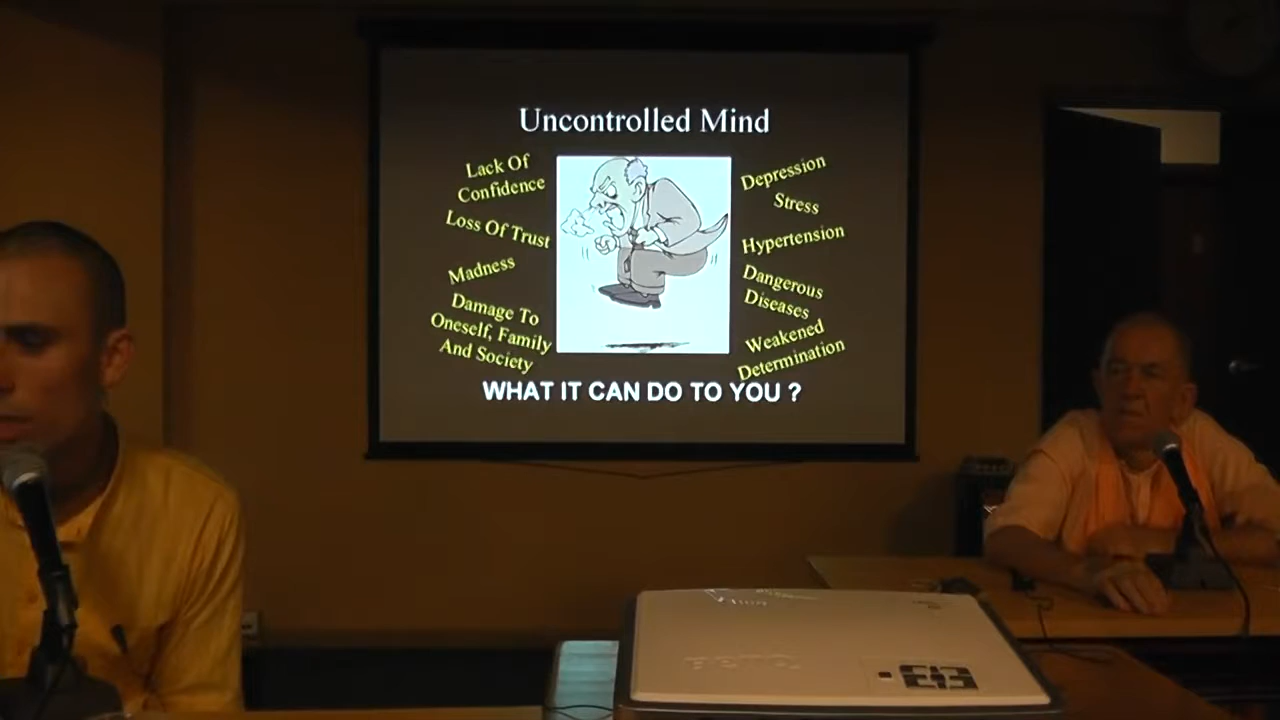 Uncontrolled Mind
Lack Of
Confidence
Loss Of Trust
Madness
Damage To
Oneself, Family
And Society
Depression
Stress
Hypertension
Dangerous
Diseases
Weakened
Determination
WHAT IT CAN DO TO YOU ?